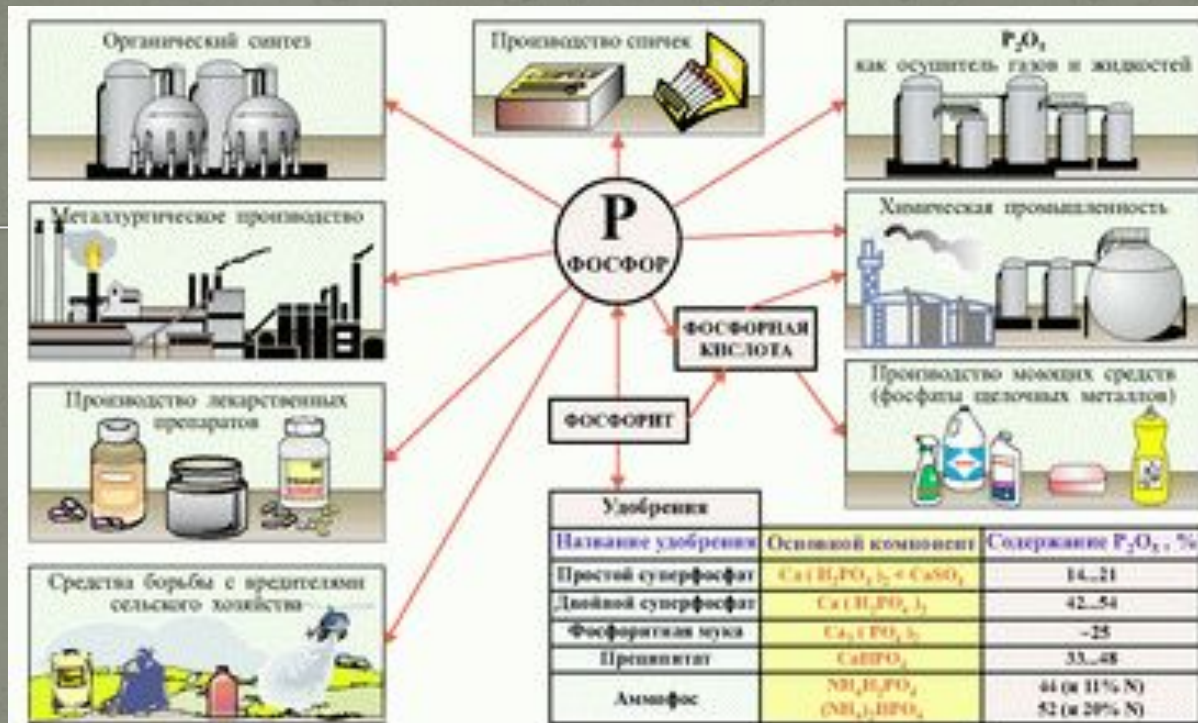 Органический синтез
Производство спичек
P₂O₅
как осушитель газов и жидкостей
Металлургическое производство
P
ФОСФОР
Химическая промышленность
ФОСФОРНАЯ
КИСЛОТА
Производство лекарственных
препаратов
ФОСФОРИТ
Производство моющих средств
(фосфаты щелочных металлов)
Средства борьбы с вредителями
сельского хозяйства
Удобрения
Название удобрения Основной компонент Содержание P₂O₅, %
Простой суперфосфат Ca(H₂PO₄)₂ + CaSO₄ 14...21
Двойной суперфосфат Ca(H₂PO₄)₂ 42...54
Фосфоритная мука Ca₃(PO₄)₂ ~25
Преципитат CaHPO₄ 33...48
Аммофос NH₄H₂PO₄ 44 (и 11% N)
(NH₄)₂HPO₄ 52 (и 20% N)